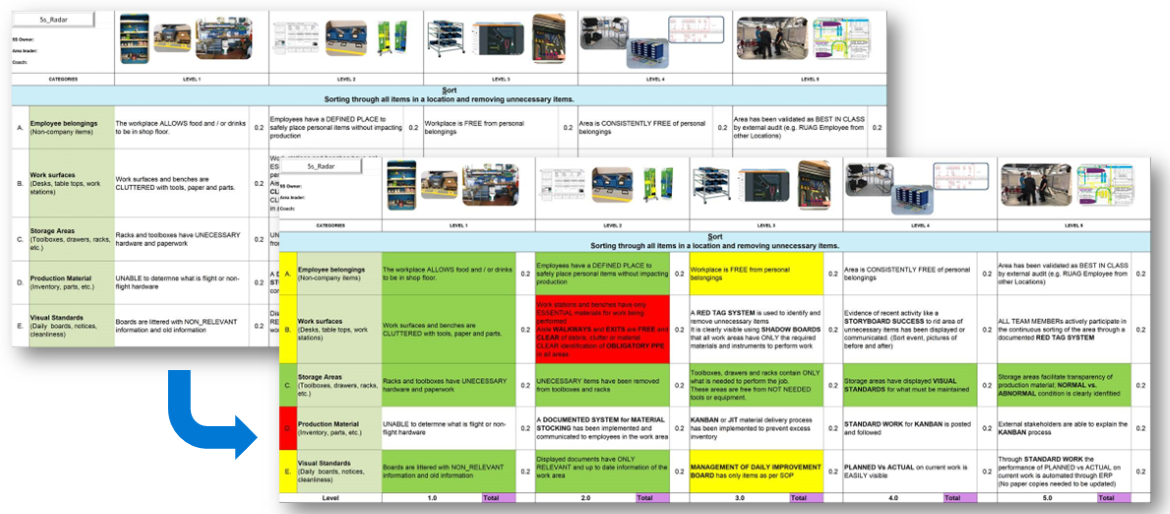 5s_Radar
5S Owner:
Area leader:
Coach:
CATEGORIES LEVEL 1 LEVEL 2 LEVEL 3 LEVEL 4 LEVEL 5
Sort
Sorting through all items in a location and removing unnecessary items.
A. Employee belongings
(Non-company items)
The workplace ALLOWS food and / or drinks
to be in shop floor.
0.2
Employees have a DEFINED PLACE to
safely place personal items without impacting
production
0.2
Workplace is FREE from personal
belongings
0.2
Area is CONSISTENTLY FREE of personal
belongings
0.2
Area has been validated as BEST IN CLASS
by external audit (e.g. RUAG Employee from
other Locations)
0.2
B. Work surfaces
(Desks, table tops, work
stations)
Work surfaces and benches are
CLUTTERED with tools, paper and parts.
0.2
C. Storage Areas
(Toolboxes, drawers, racks,
etc.)
Racks and toolboxes have UNECESSARY
hardware and paperwork
0.2
D. Production Material
(Inventory, parts, etc.)
UNABLE to determine what is flight or non-
flight hardware
0.2
E. Visual Standards
(Daily boards, notices,
cleanliness)
Boards are littered with NON_RELEVANT
information and old information
0.2
5s_Radar
5S Owner:
Area leader:
Coach:
CATEGORIES LEVEL 1 LEVEL 2 LEVEL 3 LEVEL 4 LEVEL 5
Sort
Sorting through all items in a location and removing unnecessary items.
A. Employee belongings
(Non-company items)
The workplace ALLOWS food and / or drinks
to be in shop floor.
0.2
Employees have a DEFINED PLACE to
safely place personal items without impacting
production
0.2
Workplace is FREE from personal
belongings
0.2
Area is CONSISTENTLY FREE of personal
belongings
0.2
Area has been validated as BEST IN CLASS
by external audit (e.g. RUAG Employee from
other Locations)
0.2
B. Work surfaces
(Desks, table tops, work
stations)
Work surfaces and benches are
CLUTTERED with tools, paper and parts.
0.2
Work stations and benches have only
ESSENTIAL materials for work being
performed
Aisle WALKWAYS and EXITS are FREE and
CLEAR of debris, clutter or material
CLEAR identification of OBLIGATORY PPE
in all areas
0.2
A RED TAG SYSTEM is used to identify and
remove unnecessary items
It is clearly visible using SHADOW BOARDS
that all work areas have ONLY the required
materials and instruments to perform work
0.2
Evidence of recent activity like a
STORYBOARD SUCCESS to rid area of
unnecessary items has been displayed or
communicated. (Sort event, pictures of
before and after)
0.2
ALL TEAM MEMBERS actively participate in
the continuous sorting of the area through a
documented RED TAG SYSTEM
0.2
C. Storage Areas
(Toolboxes, drawers, racks,
etc.)
Racks and toolboxes have UNECESSARY
hardware and paperwork
0.2
UNECESSARY items have been removed
from toolboxes and racks
0.2
Toolboxes, drawers and racks contain ONLY
what is needed to perform the job.
These areas are free from NOT NEEDED
tools or equipment.
0.2
Storage areas have displayed VISUAL
STANDARDS for what must be maintained
0.2
Storage areas facilitate transparency of
production material; NORMAL vs.
ABNORMAL condition is clearly identitied
0.2
D. Production Material
(Inventory, parts, etc.)
UNABLE to determine what is flight or non-
flight hardware
0.2
A DOCUMENTED SYSTEM for MATERIAL
STOCKING has been implemented and
communicated to employees in the work area
0.2
KANBAN or JIT material delivery process
has been implemented to prevent excess
inventory
0.2
STANDARD WORK for KANBAN is posted
and followed
0.2
External stakeholders are able to explain the
KANBAN process
0.2
E. Visual Standards
(Daily boards, notices,
cleanliness)
Boards are littered with NON_RELEVANT
information and old information
0.2
Displayed documents have ONLY
RELEVANT and up to date information of the
work area
0.2
MANAGEMENT OF DAILY IMPROVEMENT
BOARD has only items as per SOP
0.2
PLANNED Vs ACTUAL on current work is
EASILY visible
0.2
Through STANDARD WORK the
performance of PLANNED vs ACTUAL on
current work is automated through ERP
(No paper copies needed to be updated)
0.2
Level 1.0 Total 2.0 Total 3.0 Total 4.0 Total 5.0 Total